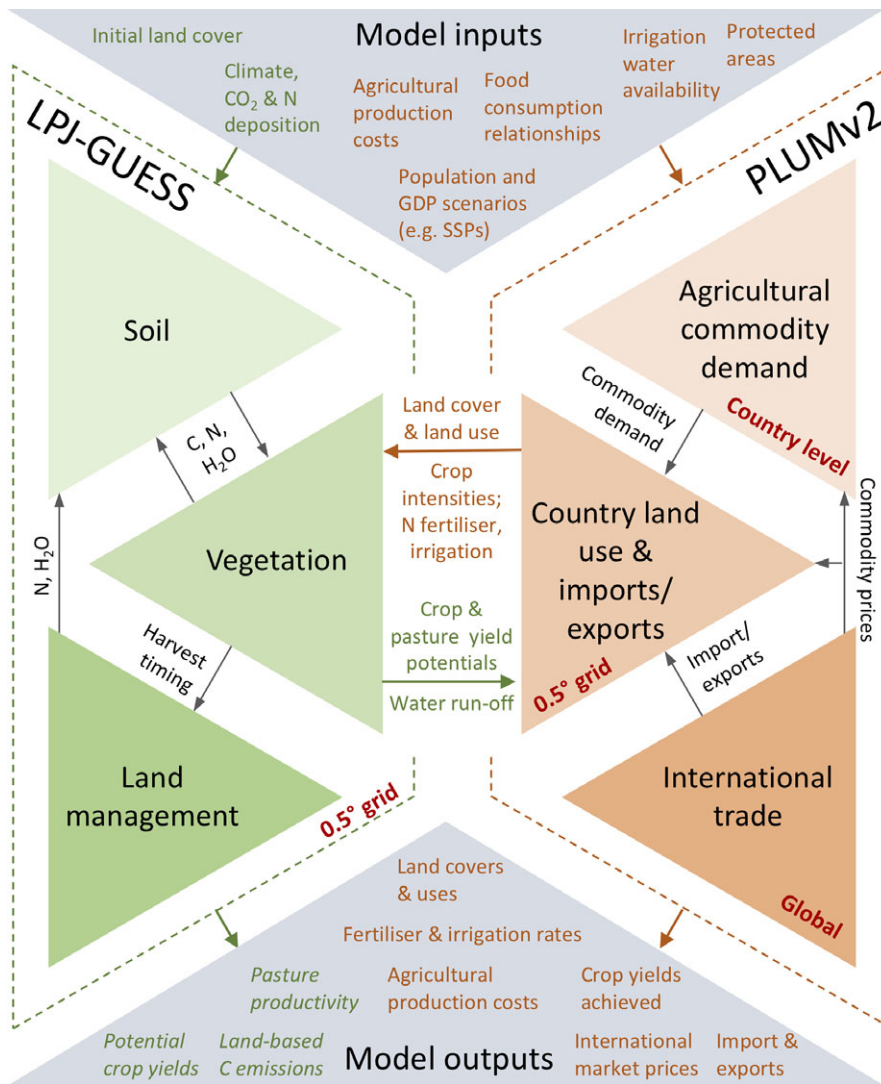 Model inputs
Initial land cover
Climate,
CO₂ & N
deposition
Agricultural
production
costs
Food
consumption
relationships
Irrigation
water
availability
Protected
areas
Population and
GDP scenarios
(e.g. SSPs)
LPJ-GUESS
PLUMv2
Soil
C, N,
H₂O
Vegetation
N, H₂O
Harvest
timing
Land
management
0.5° grid
Land cover
& land use
Crop
intensities;
N fertiliser,
irrigation
Crop &
pasture yield
potentials
Water run-off
Agricultural
commodity
demand
Country level
Commodity
demand
Country land
use &
imports/
exports
0.5° grid
Commodity prices
Import/
exports
International
trade
Global
Land covers
& uses
Fertiliser & irrigation rates
Pasture
productivity
Agricultural
production costs
Crop yields
achieved
Potential
crop yields
Land-based
C emissions
Model outputs
International
market prices
Import &
exports